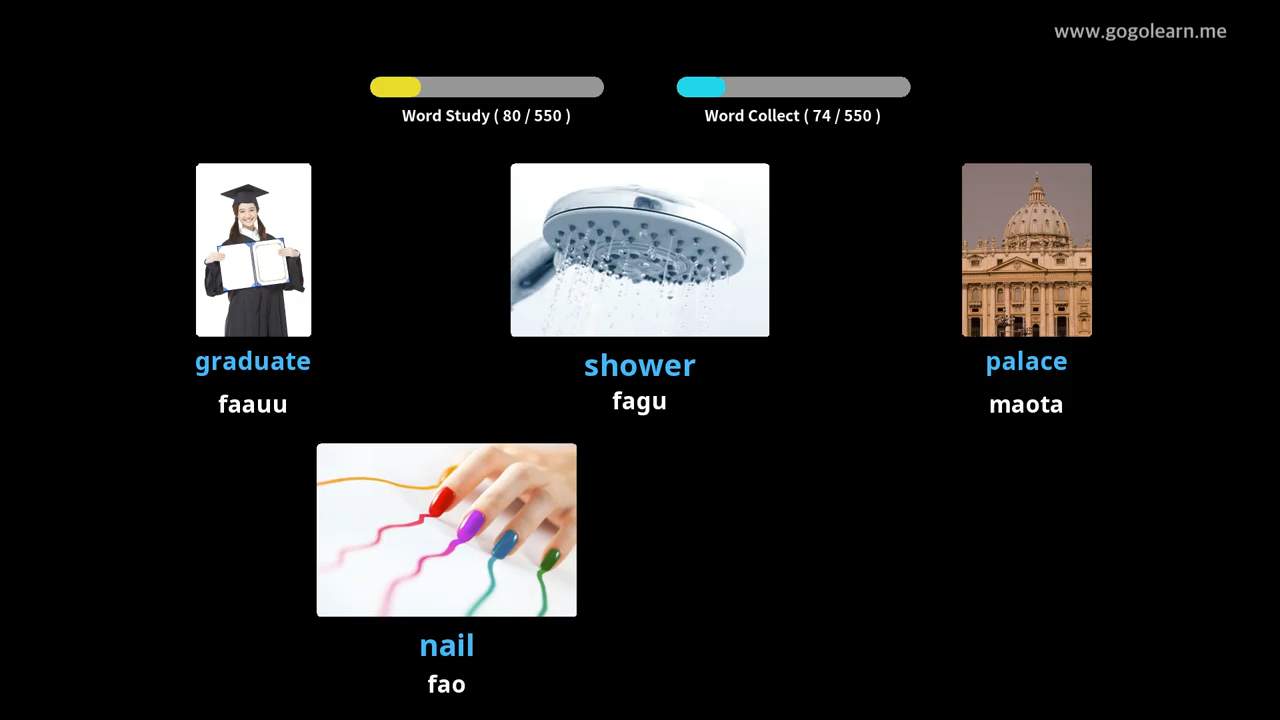 www.gogolearn.me
Word Study ( 80 / 550 )
Word Collect ( 74 / 550 )
graduate
faauu
shower
fagu
palace
maota
nail
fao